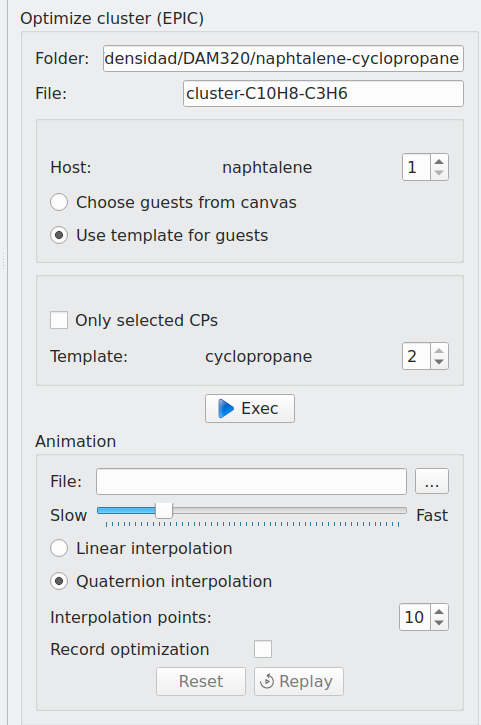 Optimize cluster (EPIC)
Folder: densidad/DAM320/naphtalene-cyclopropane
File: cluster-C10H8-C3H6
Host: naphtalene 1
Choose guests from canvas
Use template for guests
Only selected CPs
Template: cyclopropane 2
Exec
Animation
File: ...
Slow Fast
Linear interpolation
Quaternion interpolation
Interpolation points: 10
Record optimization
Reset Replay